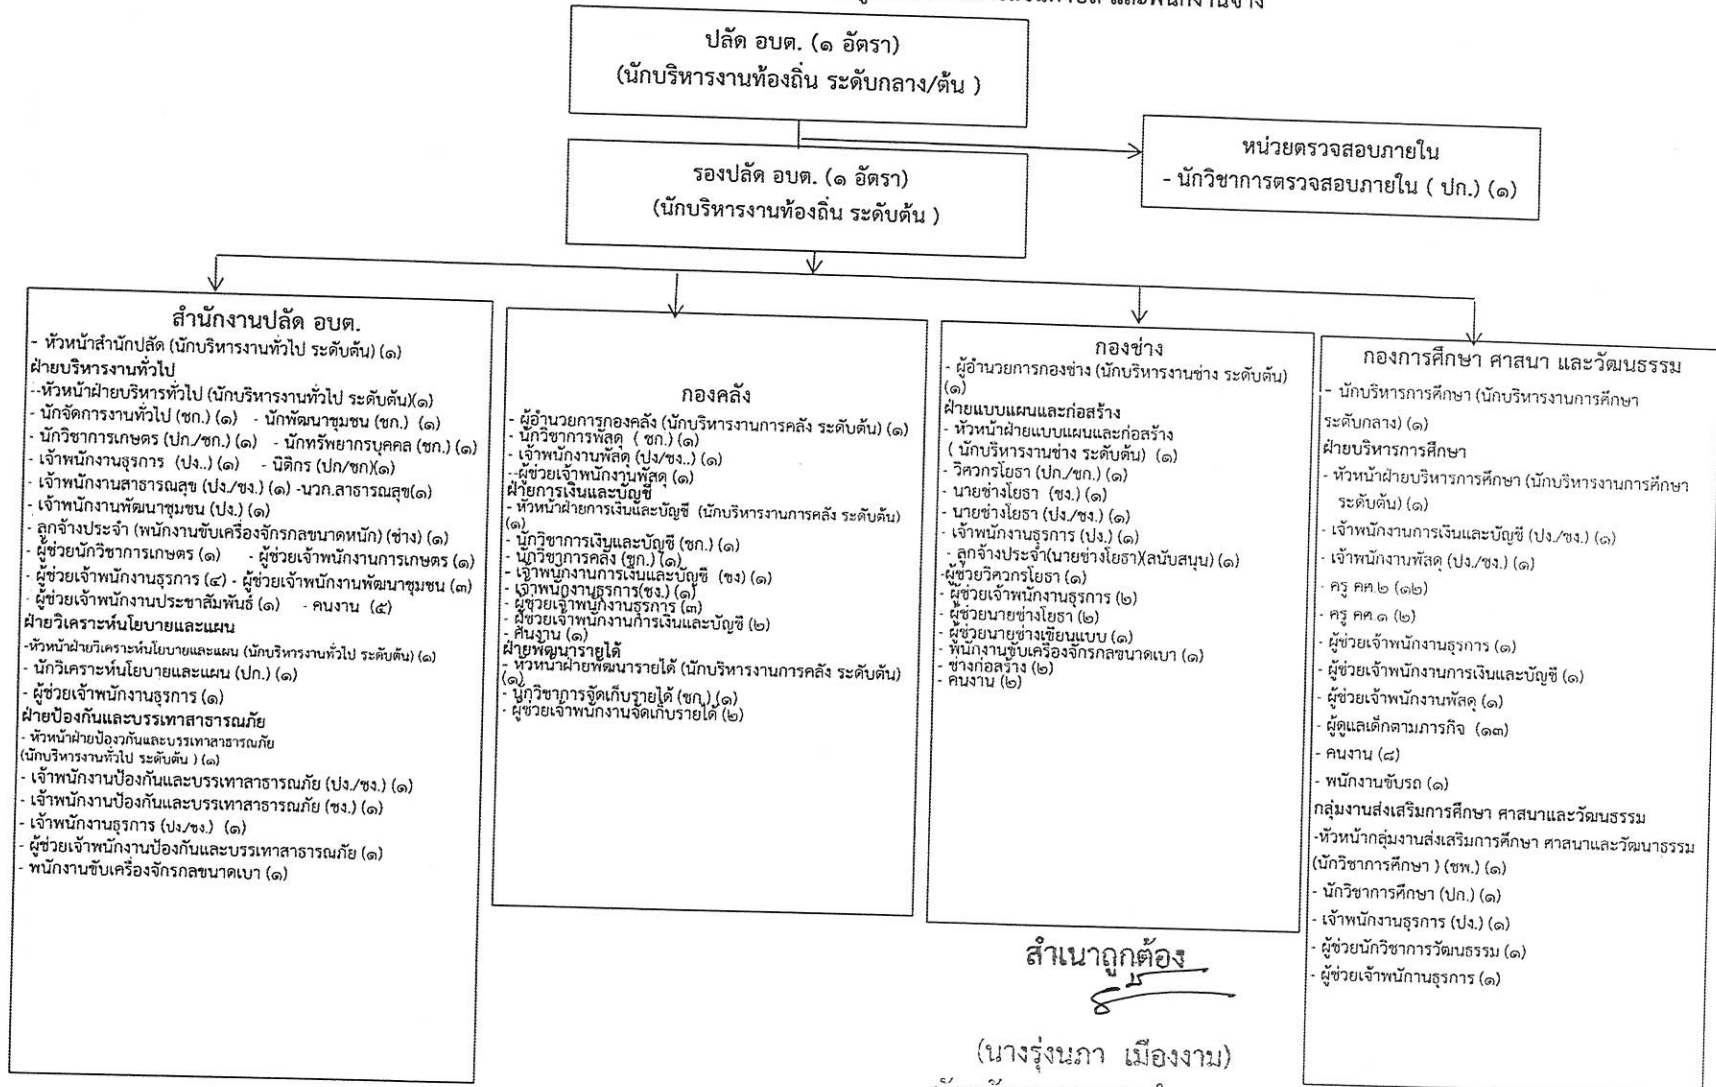 และพนักงานจ้าง
ปลัด อบต. (๑ อัตรา)
(นักบริหารงานท้องถิ่น ระดับกลาง/ต้น )
หน่วยตรวจสอบภายใน
- นักวิชาการตรวจสอบภายใน ( ปก.) (๑)
รองปลัด อบต. (๑ อัตรา)
(นักบริหารงานท้องถิ่น ระดับต้น )
สำนักงานปลัด อบต.
- หัวหน้าสำนักปลัด (นักบริหารงานทั่วไป ระดับต้น) (๑)
ฝ่ายบริหารงานทั่วไป
--หัวหน้าฝ่ายบริหารทั่วไป (นักบริหารงานทั่วไป ระดับต้น)(๑)
- นักจัดการงานทั่วไป (ชก.) (๑) - นักพัฒนาชุมชน (ชก.) (๑)
- นักวิชาการเกษตร (ปก./ชก.) (๑) - นักทรัพยากรบุคคล (ชก.) (๑)
- เจ้าพนักงานธุรการ (ปง..) (๑) - นิติกร (ปก/ชก)(๑)
- เจ้าพนักงานสาธารณสุข (ปง./ชง.) (๑) -นวก.สาธารณสุข(๑)
- เจ้าพนักงานพัฒนาชุมชน (ปง.) (๑)
- ลูกจ้างประจำ (พนักงานขับเครื่องจักรกลขนาดหนัก) (ช่าง) (๑)
- ผู้ช่วยนักวิชาการเกษตร (๑) - ผู้ช่วยเจ้าพนักงานการเกษตร (๑)
- ผู้ช่วยเจ้าพนักงานธุรการ (๔) - ผู้ช่วยเจ้าพนักงานพัฒนาชุมชน (๓)
- ผู้ช่วยเจ้าพนักงานประชาสัมพันธ์ (๑) - คนงาน (๕)
ฝ่ายวิเคราะห์นโยบายและแผน
-หัวหน้าฝ่ายวิเคราะห์นโยบายและแผน (นักบริหารงานทั่วไป ระดับต้น) (๑)
- นักวิเคราะห์นโยบายและแผน (ปก.) (๑)
- ผู้ช่วยเจ้าพนักงานธุรการ (๑)
ฝ่ายป้องกันและบรรเทาสาธารณภัย
- หัวหน้าฝ่ายป้องวกันและบรรเทาสาธารณภัย
(นักบริหารงานทั่วไป ระดับต้น ) (๑)
- เจ้าพนักงานป้องกันและบรรเทาสาธารณภัย (ปง./ชง.) (๑)
- เจ้าพนักงานป้องกันและบรรเทาสาธารณภัย (ชง.) (๑)
- เจ้าพนักงานธุรการ (ปง./ชง.) (๑)
- ผู้ช่วยเจ้าพนักงานป้องกันและบรรเทาสาธารณภัย (๑)
- พนักงานขับเครื่องจักรกลขนาดเบา (๑)
กองคลัง
- ผู้อำนวยการกองคลัง (นักบริหารงานการคลัง ระดับต้น) (๑)
- นักวิชาการพัสดุ ( ชก.) (๑)
- เจ้าพนักงานพัสดุ (ปง/ชง..) (๑)
--ผู้ช่วยเจ้าพนักงานพัสดุ (๑)
ฝ่ายการเงินและบัญชี
- หัวหน้าฝ่ายการเงินและบัญชี (นักบริหารงานการคลัง ระดับต้น)
(๑)
- นักวิชาการเงินและบัญชี (ชก.) (๑)
- นักวิชาการคลัง (ชก.) (๑)
- เจ้าพนักงานการเงินและบัญชี (ชง) (๑)
- เจ้าพนักงานธุรการ(ชง.) (๑)
- ผู้ช่วยเจ้าพนักงานธุรการ (๓)
- ผู้ช่วยเจ้าพนักงานการเงินและบัญชี (๒)
- คนงาน (๑)
ฝ่ายพัฒนารายได้
- หัวหน้าฝ่ายพัฒนารายได้ (นักบริหารงานการคลัง ระดับต้น)
(๑)
- นักวิชาการจัดเก็บรายได้ (ชก.) (๑)
- ผู้ช่วยเจ้าพนักงานจัดเก็บรายได้ (๒)
กองช่าง
- ผู้อำนวยการกองช่าง (นักบริหารงานช่าง ระดับต้น)
(๑)
ฝ่ายแบบแผนและก่อสร้าง
- หัวหน้าฝ่ายแบบแผนและก่อสร้าง
( นักบริหารงานช่าง ระดับต้น) (๑)
- วิศวกรโยธา (ปก/ชก.) (๑)
- นายช่างโยธา (ชง.) (๑)
- นายช่างโยธา (ปง./ชง.) (๑)
- เจ้าพนักงานธุรการ (ปง.) (๑)
- ลูกจ้างประจำ(นายช่างโยธา)(สนับสนุน) (๑)
-ผู้ช่วยวิศวกรโยธา (๑)
- ผู้ช่วยเจ้าพนักงานธุรการ (๒)
- ผู้ช่วยนายช่างโยธา (๒)
- ผู้ช่วยนายช่างเขียนแบบ (๑)
- พนักงานขับเครื่องจักรกลขนาดเบา (๑)
- ช่างก่อสร้าง (๒)
- คนงาน (๒)
กองการศึกษา ศาสนา และวัฒนธรรม
- นักบริหารการศึกษา (นักบริหารงานการศึกษา
ระดับกลาง) (๑)
ฝ่ายบริหารการศึกษา
- หัวหน้าฝ่ายบริหารการศึกษา (นักบริหารงานการศึกษา
ระดับต้น) (๑)
- เจ้าพนักงานการเงินและบัญชี (ปง./ชง.) (๑)
- เจ้าพนักงานพัสดุ (ปง./ชง.) (๑)
- ครู คศ.๒ (๑๒)
- ครู คศ.๑ (๒)
- ผู้ช่วยเจ้าพนักงานธุรการ (๑)
- ผู้ช่วยเจ้าพนักงานการเงินและบัญชี (๑)
- ผู้ช่วยเจ้าพนักงานพัสดุ (๑)
- ผู้ดูแลเด็กตามภารกิจ (๑๓)
- คนงาน (๘)
- พนักงานขับรถ (๑)
กลุ่มงานส่งเสริมการศึกษา ศาสนาและวัฒนธรรม
-หัวหน้ากลุ่มงานส่งเสริมการศึกษา ศาสนาและวัฒนาธรรม
(นักวิชาการศึกษา ) (ชพ.) (๑)
- นักวิชาการศึกษา (ปก.) (๑)
- เจ้าพนักงานธุรการ (ปง.) (๑)
- ผู้ช่วยนักวิชาการวัฒนธรรม (๑)
- ผู้ช่วยเจ้าพนักานธุรการ (๑)
สำเนาถูกต้อง
(นางรุ่งนภา เมืองงาม)